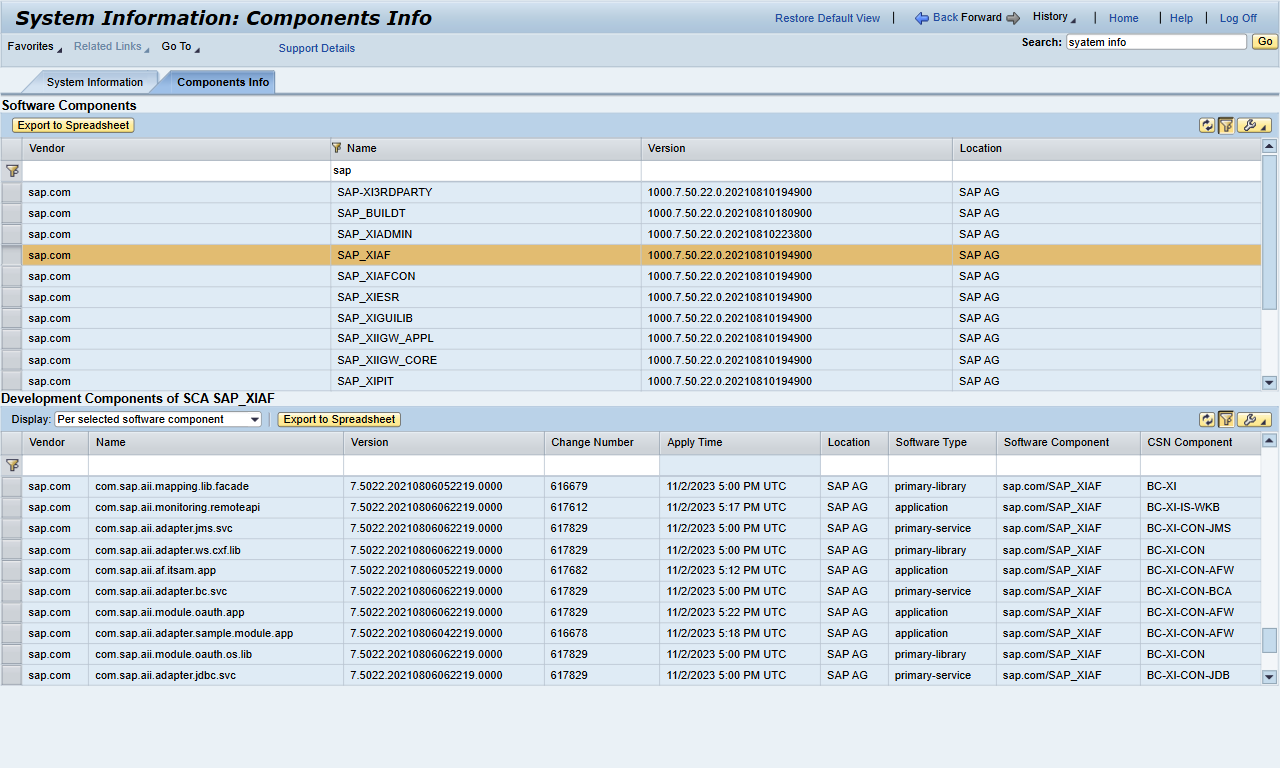 System Information: Components Info
Restore Default View | Back Forward History | Home | Help | Log Off
Favorites Related Links Go To Support Details
Search: syatem info Go
System Information Components Info
Software Components
Export to Spreadsheet
Vendor Name Version Location
sap
sap.com SAP-XI3RDPARTY 1000.7.50.22.0.20210810194900 SAP AG
sap.com SAP_BUILDT 1000.7.50.22.0.20210810180900 SAP AG
sap.com SAP_XIADMIN 1000.7.50.22.0.20210810223800 SAP AG
sap.com SAP_XIAF 1000.7.50.22.0.20210810194900 SAP AG
sap.com SAP_XIAFCON 1000.7.50.22.0.20210810194900 SAP AG
sap.com SAP_XIESR 1000.7.50.22.0.20210810194900 SAP AG
sap.com SAP_XIGUILIB 1000.7.50.22.0.20210810194900 SAP AG
sap.com SAP_XIIGW_APPL 1000.7.50.22.0.20210810194900 SAP AG
sap.com SAP_XIIGW_CORE 1000.7.50.22.0.20210810194900 SAP AG
sap.com SAP_XIPIT 1000.7.50.22.0.20210810194900 SAP AG
Development Components of SCA SAP_XIAF
Display: Per selected software component Export to Spreadsheet
Vendor Name Version Change Number Apply Time Location Software Type Software Component CSN Component
sap.com com.sap.aii.mapping.lib.facade 7.5022.20210806052219.0000 616679 11/2/2023 5:00 PM UTC SAP AG primary-library sap.com/SAP_XIAF BC-XI
sap.com com.sap.aii.monitoring.remoteapi 7.5022.20210806052219.0000 617612 11/2/2023 5:17 PM UTC SAP AG application sap.com/SAP_XIAF BC-XI-IS-WKB
sap.com com.sap.aii.adapter.jms.svc 7.5022.20210806062219.0000 617829 11/2/2023 5:00 PM UTC SAP AG primary-service sap.com/SAP_XIAF BC-XI-CON-JMS
sap.com com.sap.aii.adapter.ws.cxf.lib 7.5022.20210806062219.0000 617829 11/2/2023 5:00 PM UTC SAP AG primary-library sap.com/SAP_XIAF BC-XI-CON
sap.com com.sap.aii.af.itsam.app 7.5022.20210806052219.0000 617682 11/2/2023 5:12 PM UTC SAP AG application sap.com/SAP_XIAF BC-XI-CON-AFW
sap.com com.sap.aii.adapter.bc.svc 7.5022.20210806062219.0000 617829 11/2/2023 5:00 PM UTC SAP AG primary-service sap.com/SAP_XIAF BC-XI-CON-BCA
sap.com com.sap.aii.module.oauth.app 7.5022.20210806062219.0000 617829 11/2/2023 5:22 PM UTC SAP AG application sap.com/SAP_XIAF BC-XI-CON-AFW
sap.com com.sap.aii.adapter.sample.module.app 7.5022.20210806042219.0000 616678 11/2/2023 5:18 PM UTC SAP AG application sap.com/SAP_XIAF BC-XI-CON-AFW
sap.com com.sap.aii.module.oauth.os.lib 7.5022.20210806062219.0000 617829 11/2/2023 5:00 PM UTC SAP AG primary-library sap.com/SAP_XIAF BC-XI-CON
sap.com com.sap.aii.adapter.jdbc.svc 7.5022.20210806062219.0000 617829 11/2/2023 5:00 PM UTC SAP AG primary-service sap.com/SAP_XIAF BC-XI-CON-JDB